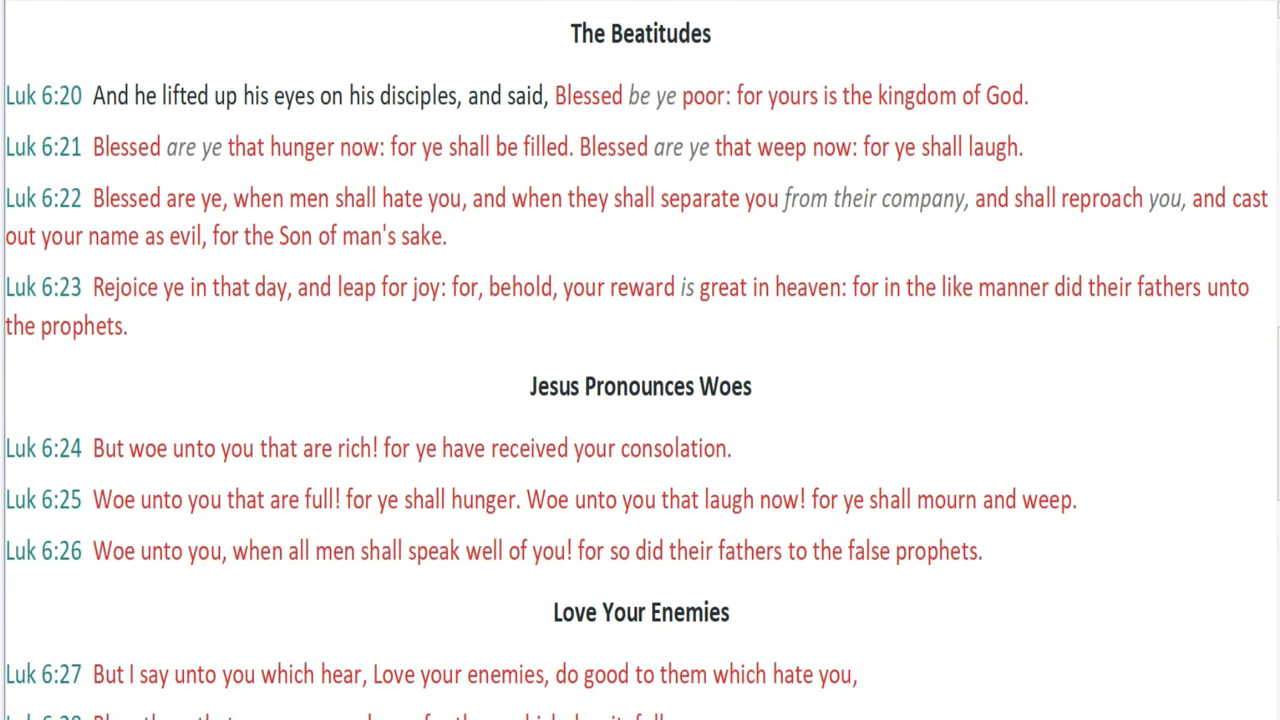 The Beatitudes
Luk 6:20 And he lifted up his eyes on his disciples, and said, Blessed be ye poor: for yours is the kingdom of God.
Luk 6:21 Blessed are ye that hunger now: for ye shall be filled. Blessed are ye that weep now: for ye shall laugh.
Luk 6:22 Blessed are ye, when men shall hate you, and when they shall separate you from their company, and shall reproach you, and cast
out your name as evil, for the Son of man's sake.
Luk 6:23 Rejoice ye in that day, and leap for joy: for, behold, your reward is great in heaven: for in the like manner did their fathers unto
the prophets.
Jesus Pronounces Woes
Luk 6:24 But woe unto you that are rich! for ye have received your consolation.
Luk 6:25 Woe unto you that are full! for ye shall hunger. Woe unto you that laugh now! for ye shall mourn and weep.
Luk 6:26 Woe unto you, when all men shall speak well of you! for so did their fathers to the false prophets.
Love Your Enemies
Luk 6:27 But I say unto you which hear, Love your enemies, do good to them which hate you,